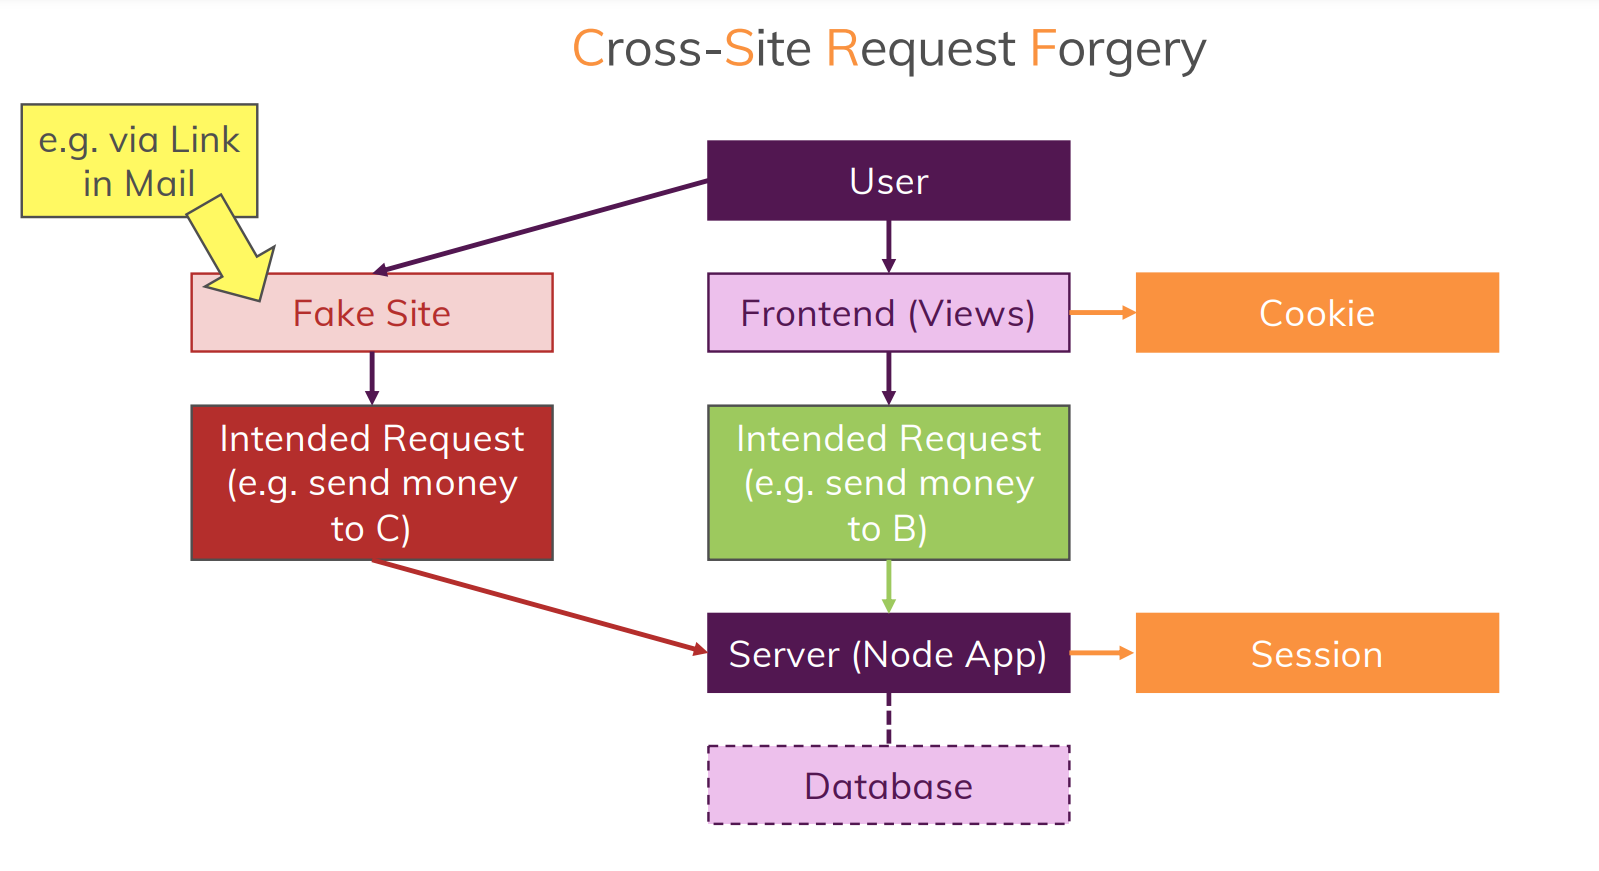 Cross-Site Request Forgery
e.g. via Link
in Mail
User
Fake Site
Frontend (Views)
Cookie
Intended Request
(e.g. send money
to C)
Intended Request
(e.g. send money
to B)
Server (Node App)
Session
Database